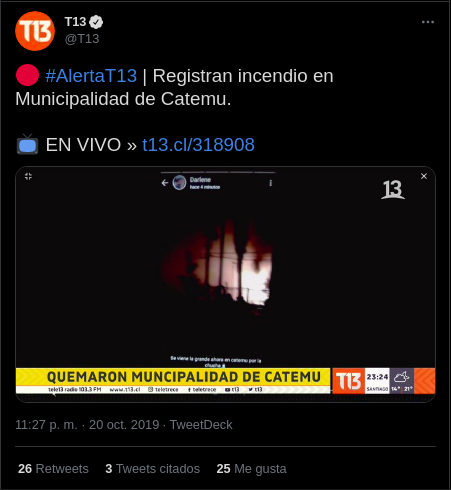 T13
T13
@T13
#AlertaT13 | Registran incendio en
Municipalidad de Catemu.
EN VIVO » t13.cl/318908
13
Darlene
hace 4 minutos
Se viene la grande ahora en catemu por la
chucha
QUEMARON MUNCIPALIDAD DE CATEMU
tele13 radio 103.3 FM www.t13.cl teletrece teletrece t13 t13
T13
23:24
SANTIAGO 14° 21°
11:27 p. m. · 20 oct. 2019 · TweetDeck
26 Retweets 3 Tweets citados 25 Me gusta